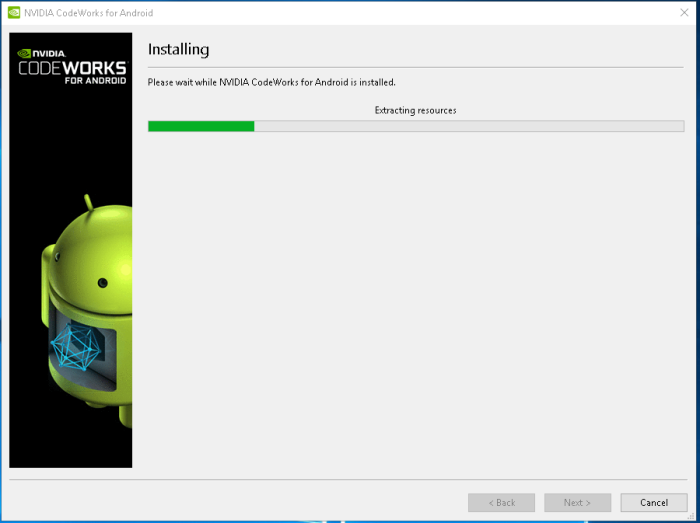 NVIDIA CodeWorks for Android
NVIDIA.
CODEWORKS
FOR ANDROID
Installing
Please wait while NVIDIA CodeWorks for Android is installed.
Extracting resources
< Back
Next >
Cancel